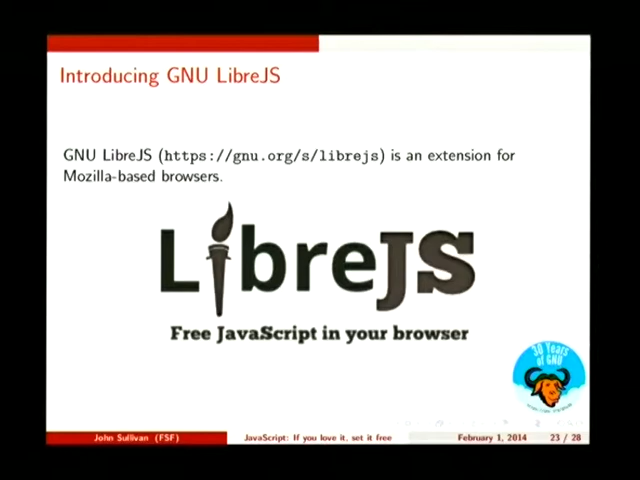 Introducing GNU LibreJS
GNU LibreJS (https://gnu.org/s/librejs) is an extension for
Mozilla-based browsers.
LibreJS
Free JavaScript in your browser
30 Years
of GNU
John Sullivan (FSF)
JavaScript: If you love it, set it free
February 1, 2014
23 / 28